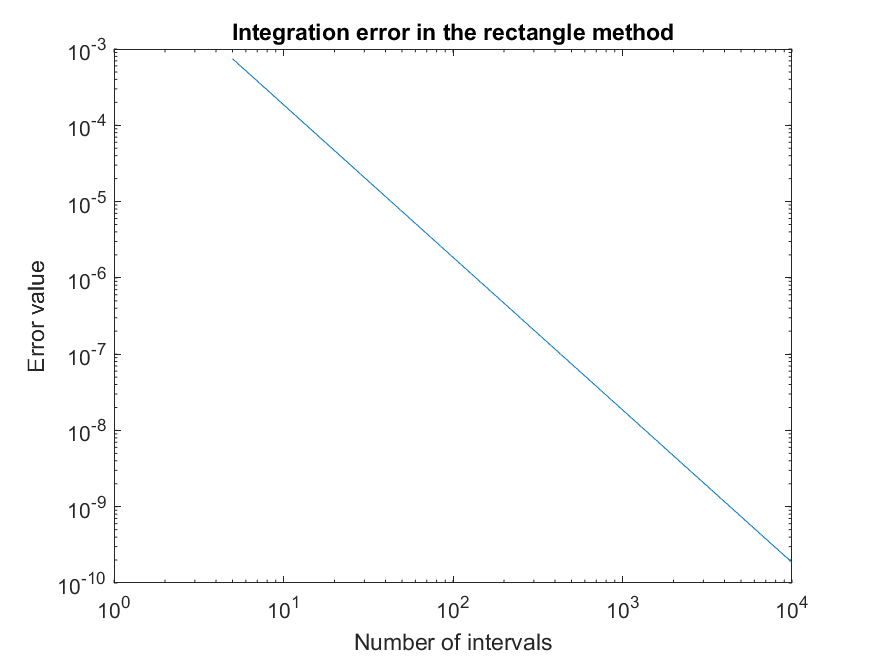 Integration error in the rectangle method
10^-3
10^-4
10^-5
10^-6
10^-7
10^-8
10^-9
10^-10
Error value
10^0 10^1 10^2 10^3 10^4
Number of intervals